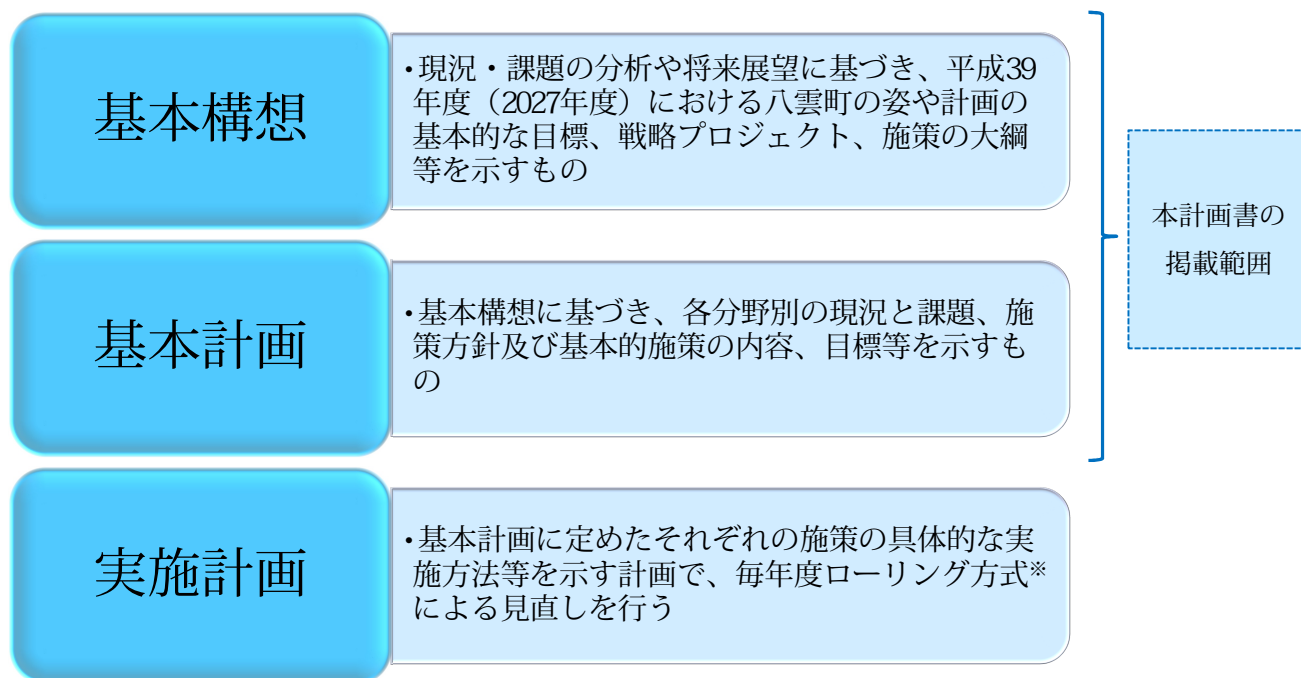 基本構想
・現況・課題の分析や将来展望に基づき、平成39
年度（2027年度）における八雲町の姿や計画の
基本的な目標、戦略プロジェクト、施策の大綱
等を示すもの
基本計画
・基本構想に基づき、各分野別の現況と課題、施
策方針及び基本的施策の内容、目標等を示すも
の
実施計画
・基本計画に定めたそれぞれの施策の具体的な実
施方法等を示す計画で、毎年度ローリング方式※
による見直しを行う
本計画書の
掲載範囲